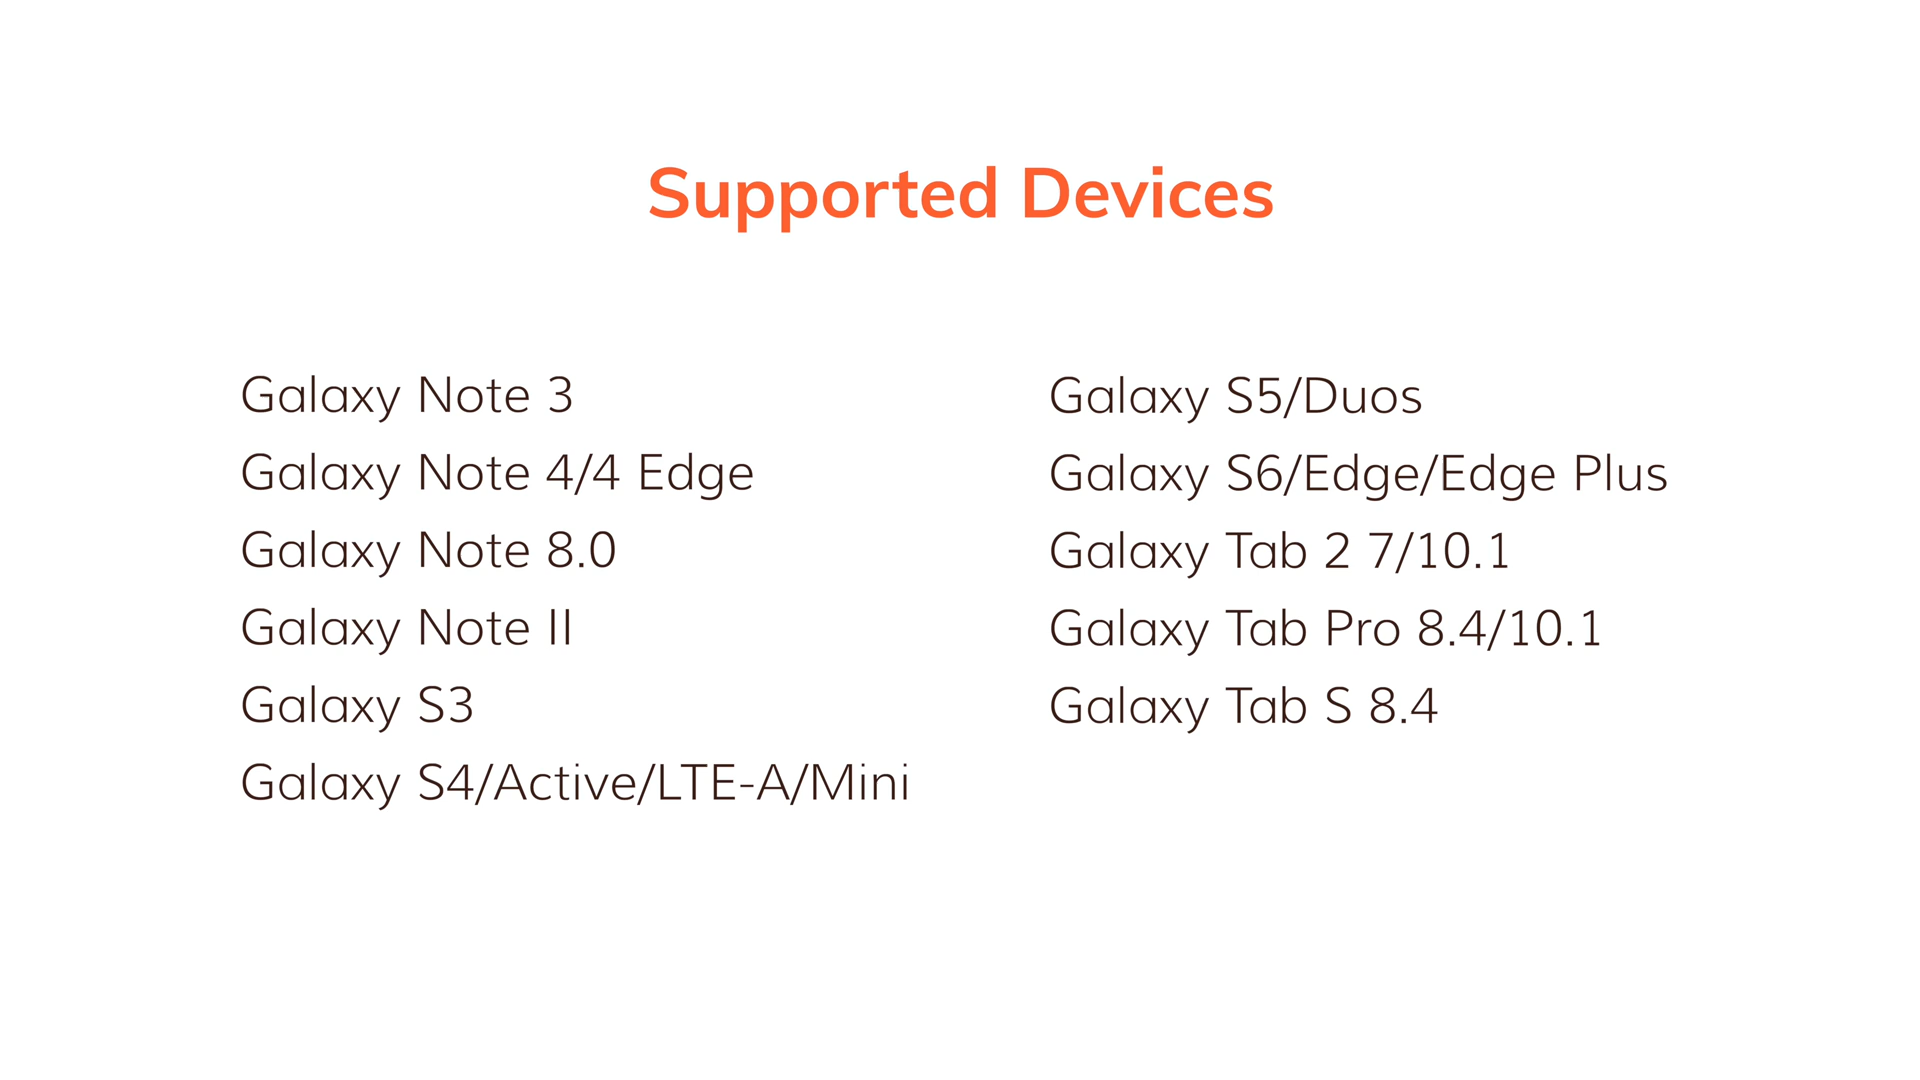 Supported Devices
Galaxy Note 3
Galaxy Note 4/4 Edge
Galaxy Note 8.0
Galaxy Note II
Galaxy S3
Galaxy S4/Active/LTE-A/Mini
Galaxy S5/Duos
Galaxy S6/Edge/Edge Plus
Galaxy Tab 2 7/10.1
Galaxy Tab Pro 8.4/10.1
Galaxy Tab S 8.4